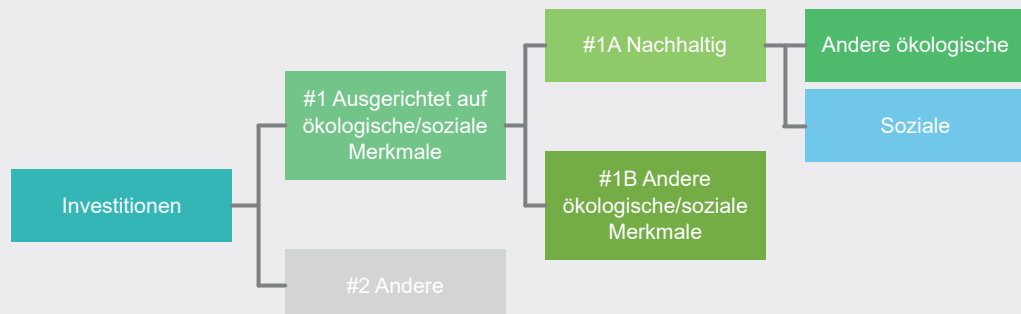 Investitionen
#1 Ausgerichtet auf
ökologische/soziale
Merkmale
#2 Andere
#1A Nachhaltig
#1B Andere
ökologische/soziale
Merkmale
Andere ökologische
Soziale